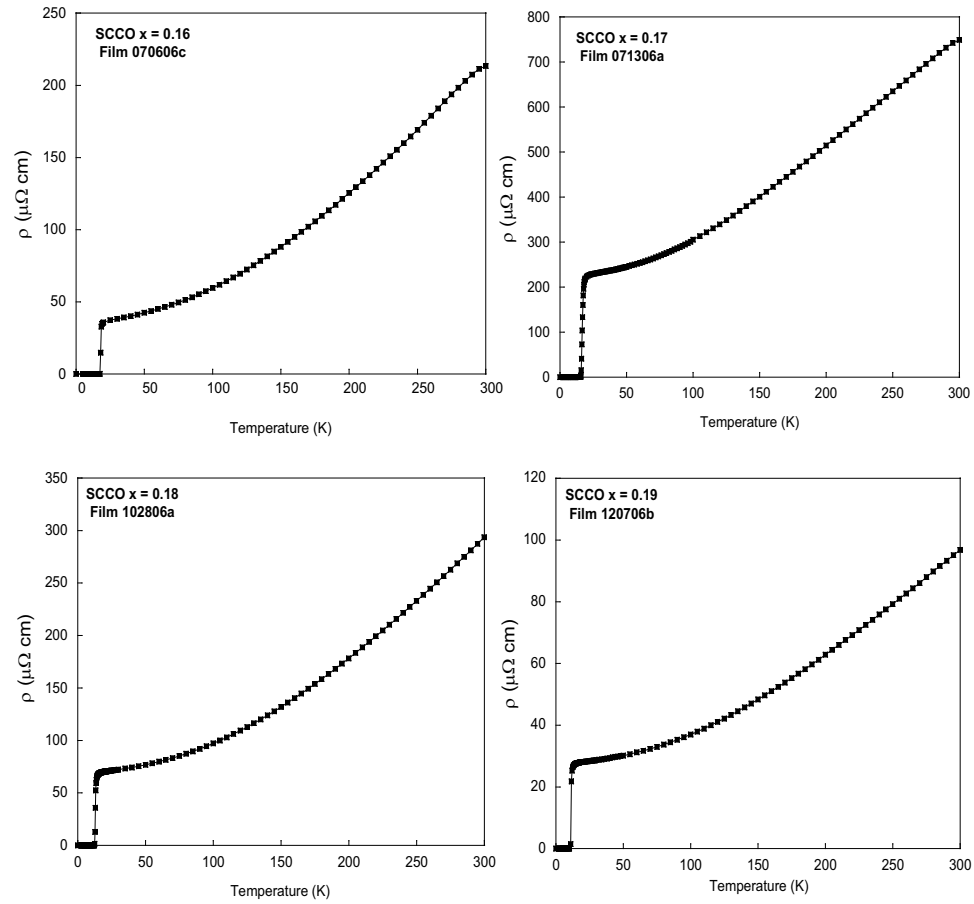 SCCO x = 0.16
Film 070606c
250
200
150
100
50
0
ρ (μΩ cm)
0 50 100 150 200 250 300
Temperature (K)
SCCO x = 0.17
Film 071306a
800
700
600
500
400
300
200
100
0
ρ (μΩ cm)
0 50 100 150 200 250 300
Temperature (K)
SCCO x = 0.18
Film 102806a
350
300
250
200
150
100
50
0
ρ (μΩ cm)
0 50 100 150 200 250 300
Temperature (K)
SCCO x = 0.19
Film 120706b
120
100
80
60
40
20
0
ρ (μΩ cm)
0 50 100 150 200 250 300
Temperature (K)